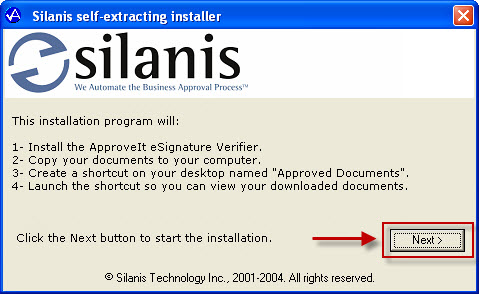 Silanis self-extracting installer
silanis
We Automate the Business Approval Process™
This installation program will:
1- Install the ApproveIt eSignature Verifier.
2- Copy your documents to your computer.
3- Create a shortcut on your desktop named "Approved Documents".
4- Launch the shortcut so you can view your downloaded documents.
Click the Next button to start the installation.
Next >
© Silanis Technology Inc., 2001-2004. All rights reserved.